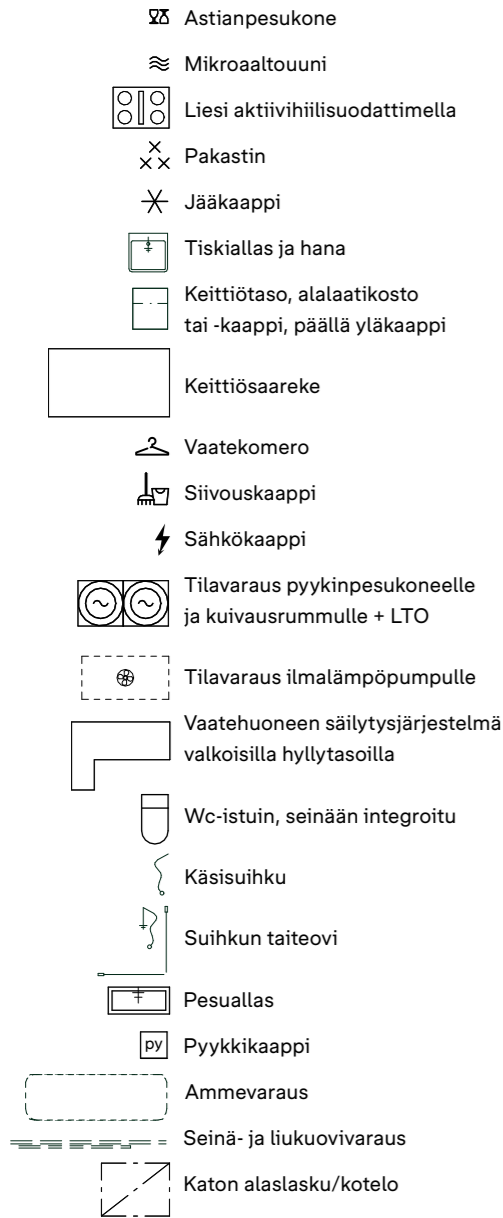 Astianpesukone
Mikroaaltouuni
Liesi aktiivihiilisuodattimella
Pakastin
Jääkaappi
Tiskiallas ja hana
Keittiötaso, alalaatikosto
tai -kaappi, päällä yläkaappi
Keittiösaareke
Vaatekomero
Siivouskaappi
Sähkökaappi
Tilavaraus pyykinpesukoneelle
ja kuivausrummulle + LTO
Tilavaraus ilmalämpöpumpulle
Vaatehuoneen säilytysjärjestelmä
valkoisilla hyllytasoilla
Wc-istuin, seinään integroitu
Käsisuihku
Suihkun taiteovi
Pesuallas
py Pyykkikaappi
Ammevaraus
Seinä- ja liukuovivaraus
Katon alaslasku/kotelo